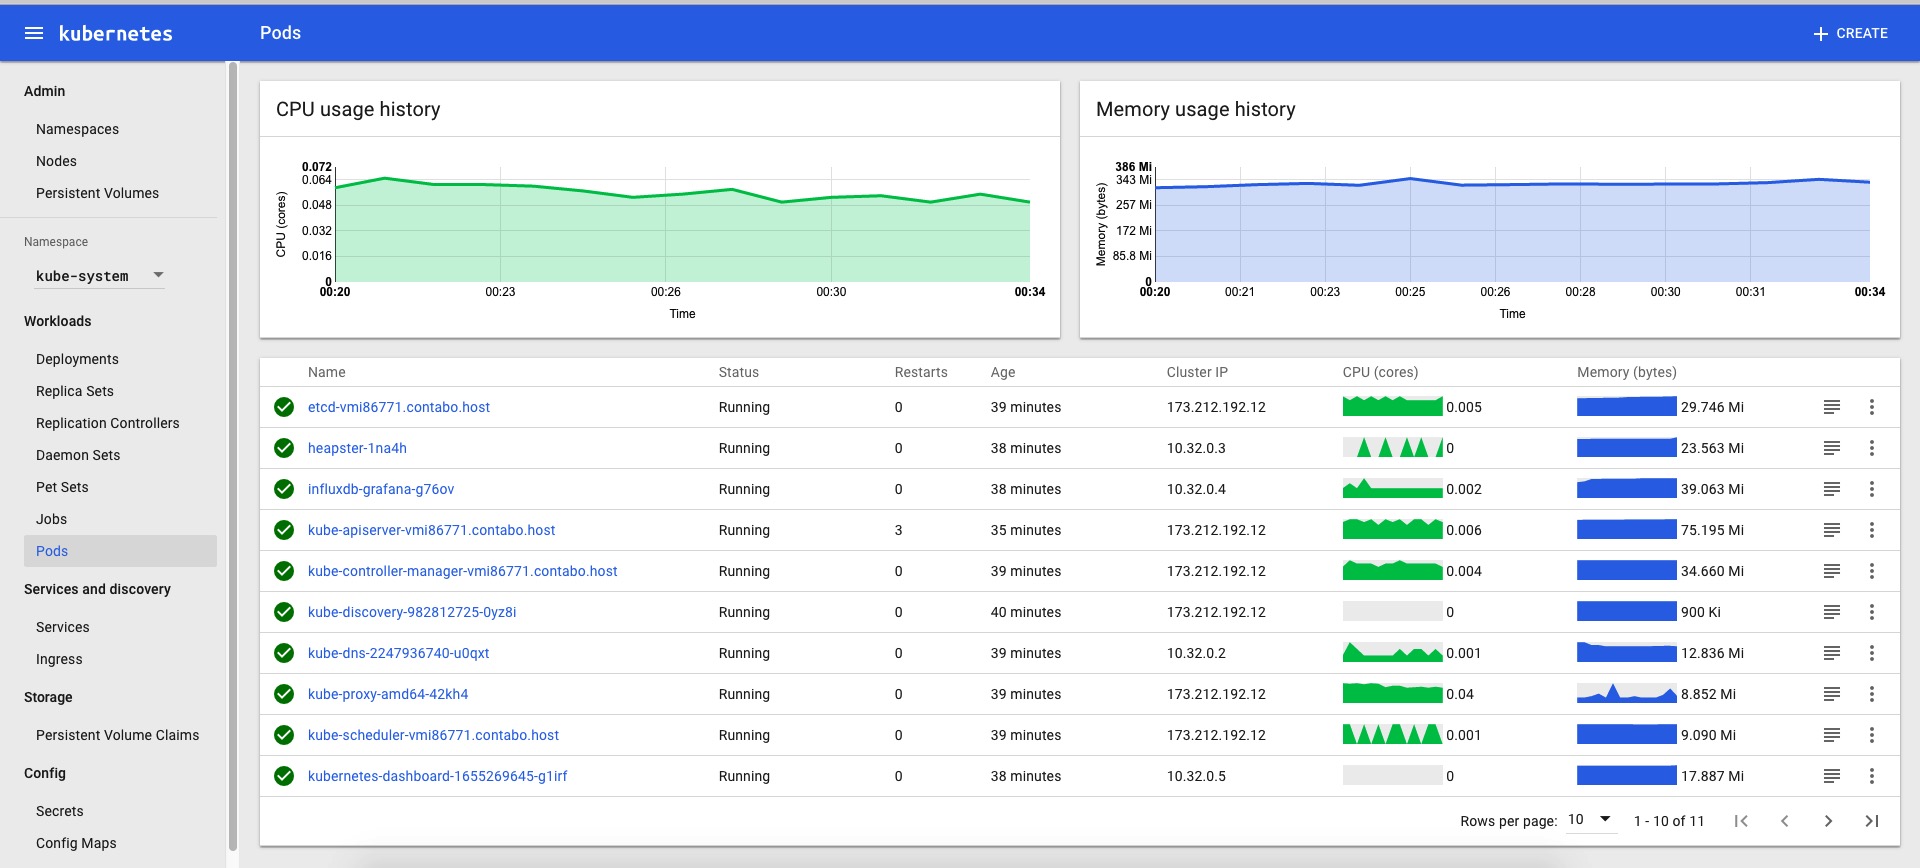 kubernetes
Pods
CREATE
Admin
Namespaces
Nodes
Persistent Volumes
Namespace
kube-system
Workloads
Deployments
Replica Sets
Replication Controllers
Daemon Sets
Pet Sets
Jobs
Pods
Services and discovery
Services
Ingress
Storage
Persistent Volume Claims
Config
Secrets
Config Maps
CPU usage history
CPU (cores)
0.072
0.064
0.048
0.032
0.016
0
00:20 00:23 00:26 00:30 00:34
Time
Memory usage history
Memory (bytes)
386 Mi
343 Mi
257 Mi
172 Mi
85.8 Mi
0
00:20 00:21 00:23 00:25 00:26 00:28 00:30 00:31 00:34
Time
Name Status Restarts Age Cluster IP CPU (cores) Memory (bytes)
etcd-vmi86771.contabo.host Running 0 39 minutes 173.212.192.12 0.005 29.746 Mi
heapster-1na4h Running 0 38 minutes 10.32.0.3 0 23.563 Mi
influxdb-grafana-g76ov Running 0 38 minutes 10.32.0.4 0.002 39.063 Mi
kube-apiserver-vmi86771.contabo.host Running 3 35 minutes 173.212.192.12 0.006 75.195 Mi
kube-controller-manager-vmi86771.contabo.host Running 0 39 minutes 173.212.192.12 0.004 34.660 Mi
kube-discovery-982812725-0yz8i Running 0 40 minutes 173.212.192.12 0 900 Ki
kube-dns-2247936740-u0qxt Running 0 39 minutes 10.32.0.2 0.001 12.836 Mi
kube-proxy-amd64-42kh4 Running 0 39 minutes 173.212.192.12 0.04 8.852 Mi
kube-scheduler-vmi86771.contabo.host Running 0 39 minutes 173.212.192.12 0.001 9.090 Mi
kubernetes-dashboard-1655269645-g1irf Running 0 38 minutes 10.32.0.5 0 17.887 Mi
Rows per page: 10 1 - 10 of 11